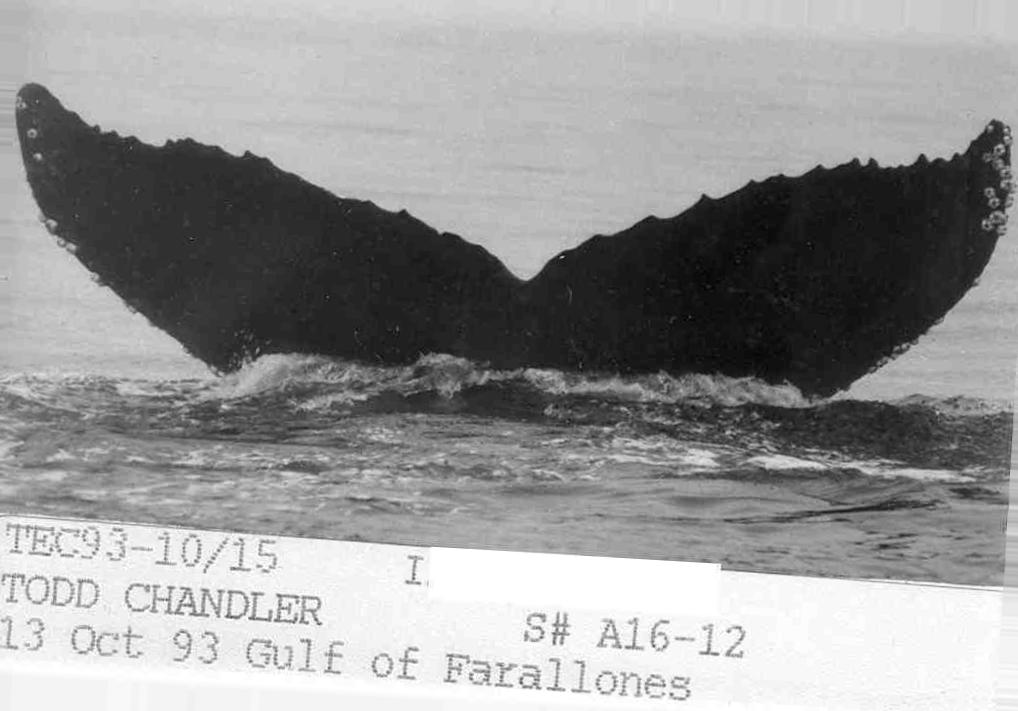 TEC93-10/15 I
TODD CHANDLER S# A16-12
13 Oct 93 Gulf of Farallones